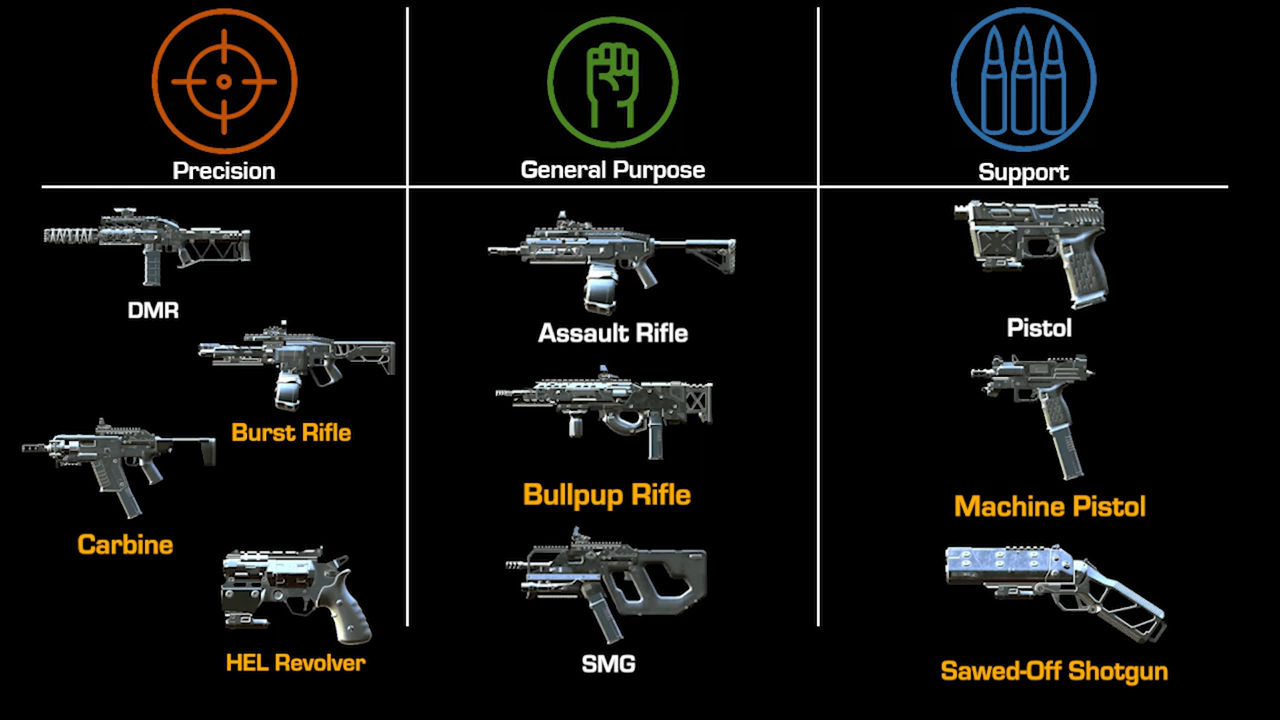 Precision
General Purpose
Support
DMR
Burst Rifle
Carbine
HEL Revolver
Assault Rifle
Bullpup Rifle
SMG
Pistol
Machine Pistol
Sawed-Off Shotgun